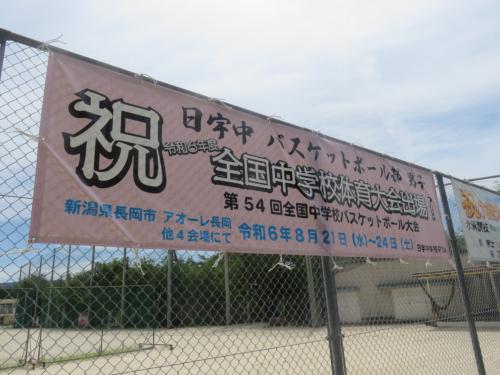 祝
日宇中 バスケットボール部 男子
令和6年度
全国中学校体育大会出場!
第54回全国中学校バスケットボール大会
新潟県長岡市 アオーレ長岡
他4会場にて
令和6年8月21日(水)~24日(土)
祝